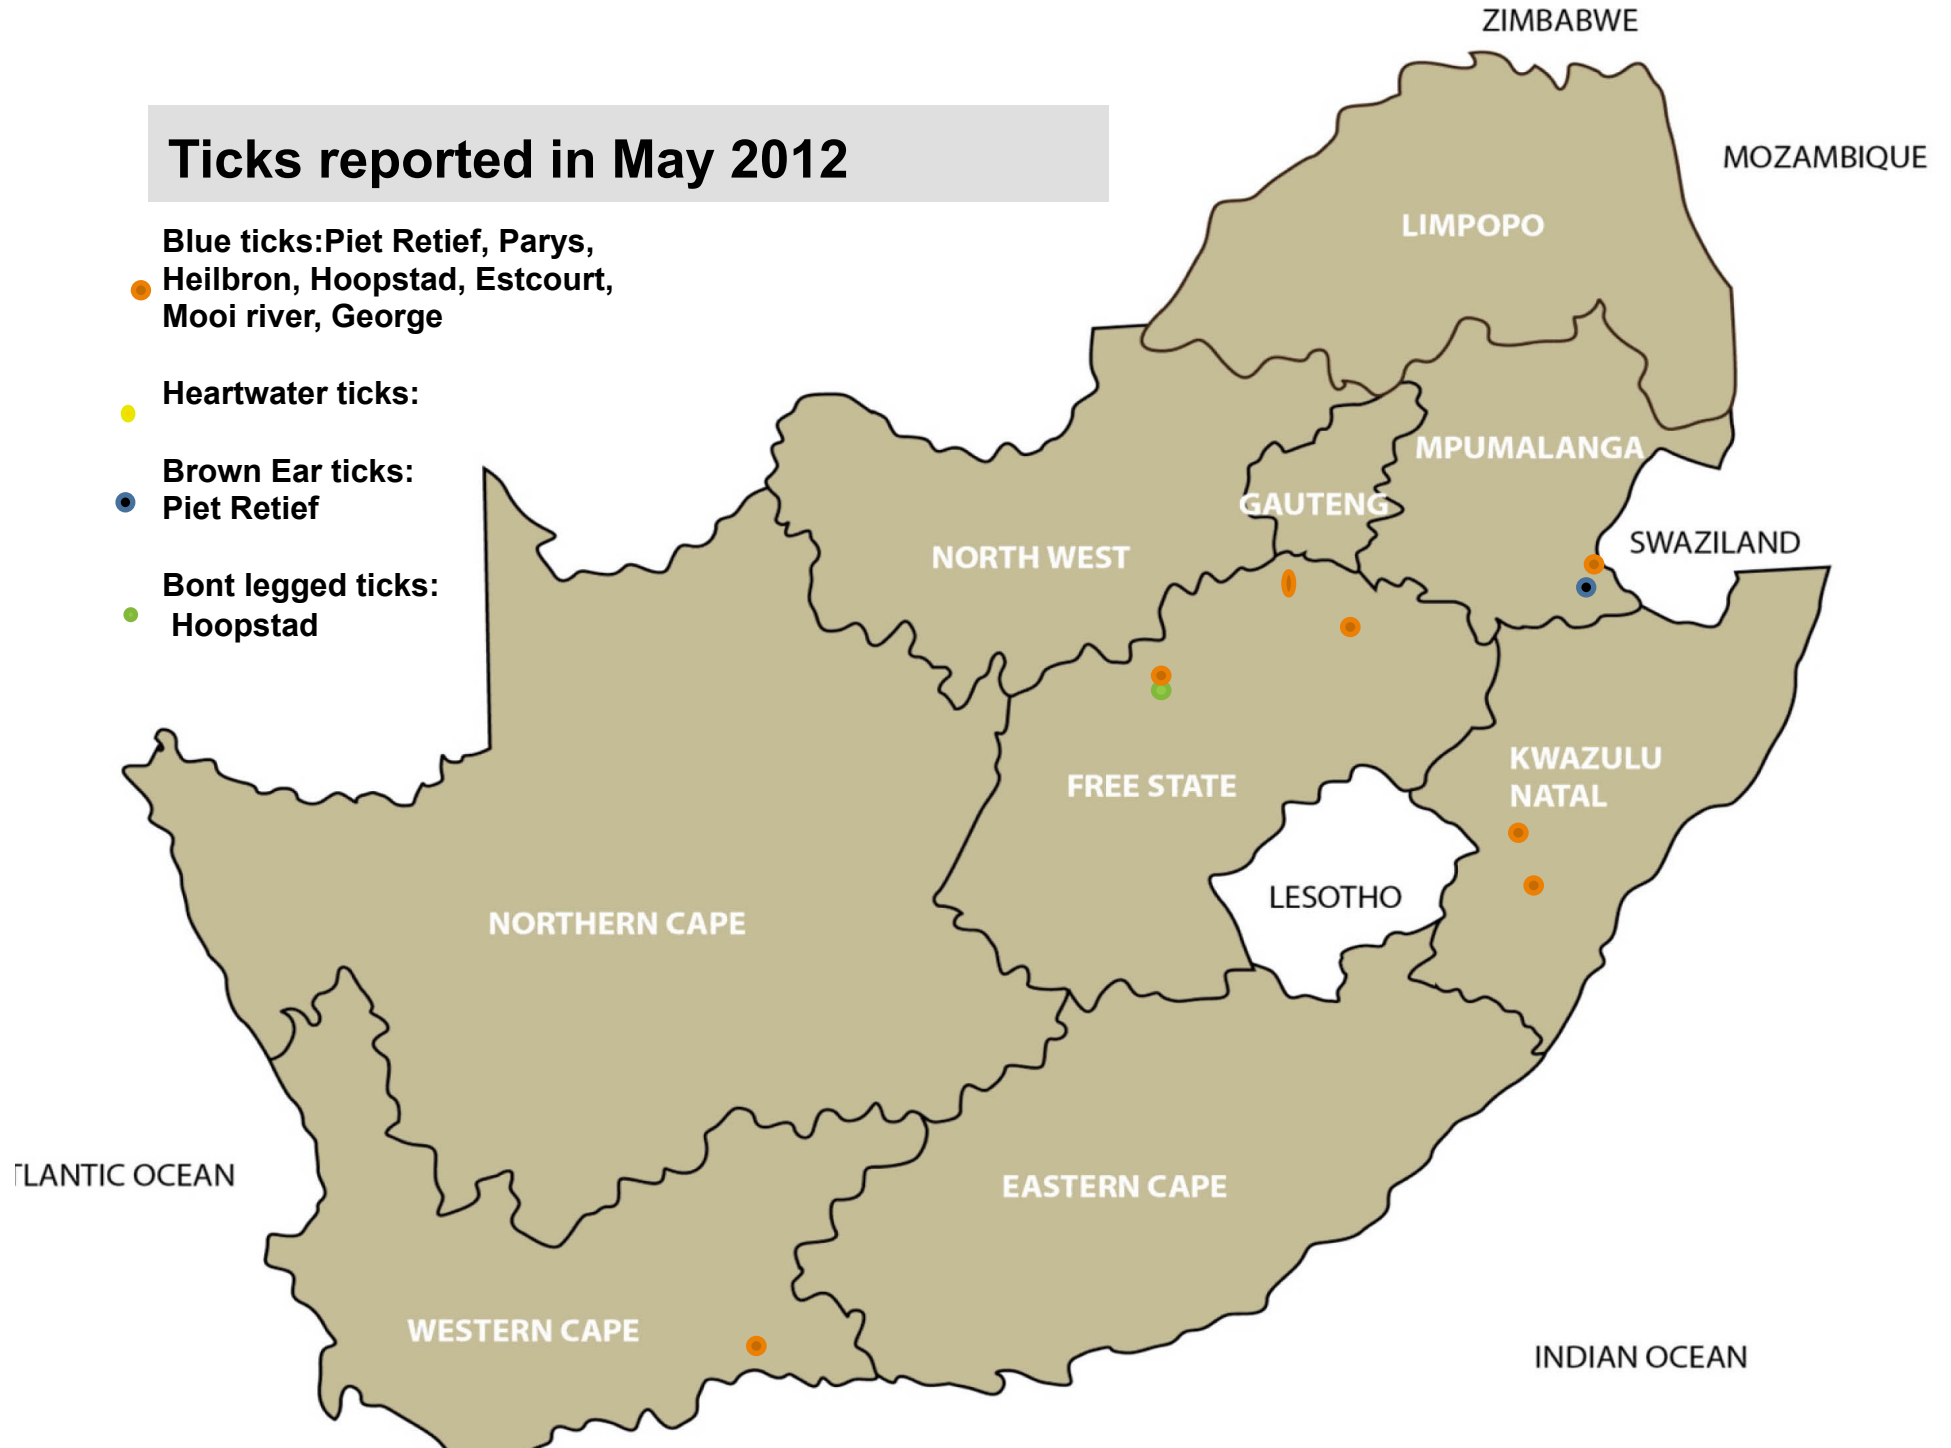 ZIMBABWE
Ticks reported in May 2012
MOZAMBIQUE
LIMPOPO
Blue ticks:Piet Retief, Parys,
Heilbron, Hoopstad, Estcourt,
Mooi river, George
Heartwater ticks:
Brown Ear ticks:
Piet Retief
Bont legged ticks:
Hoopstad
MPUMALANGA
GAUTENG
SWAZILAND
NORTH WEST
KWAZULU
NATAL
FREE STATE
LESOTHO
NORTHERN CAPE
TLANTIC OCEAN
EASTERN CAPE
WESTERN CAPE
INDIAN OCEAN